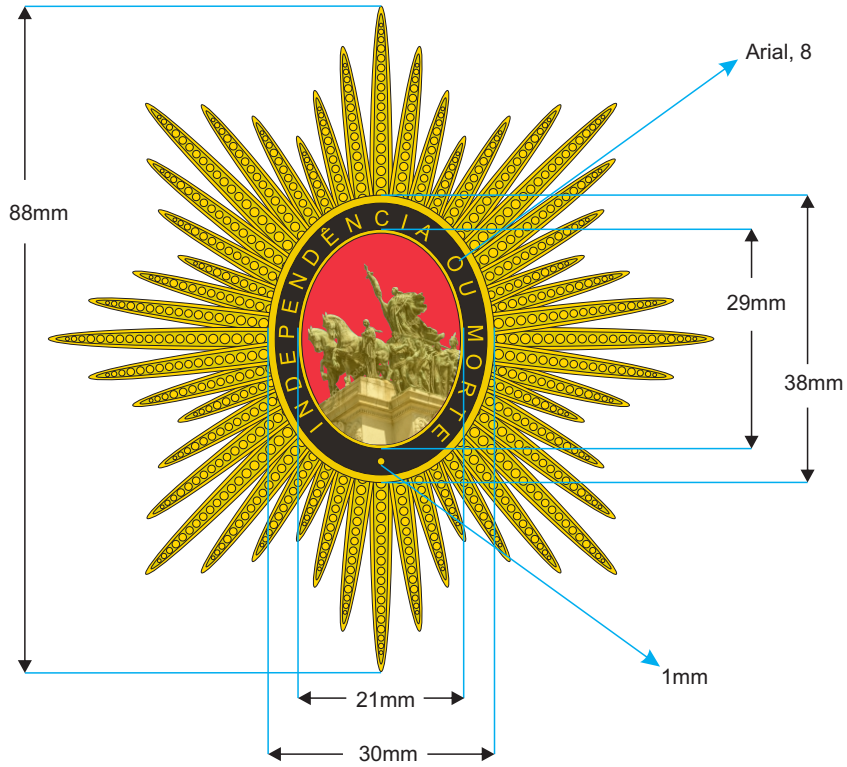 Arial, 8
88mm
INDEPENDÊNCIA OU MORTE
29mm
38mm
1mm
21mm
30mm